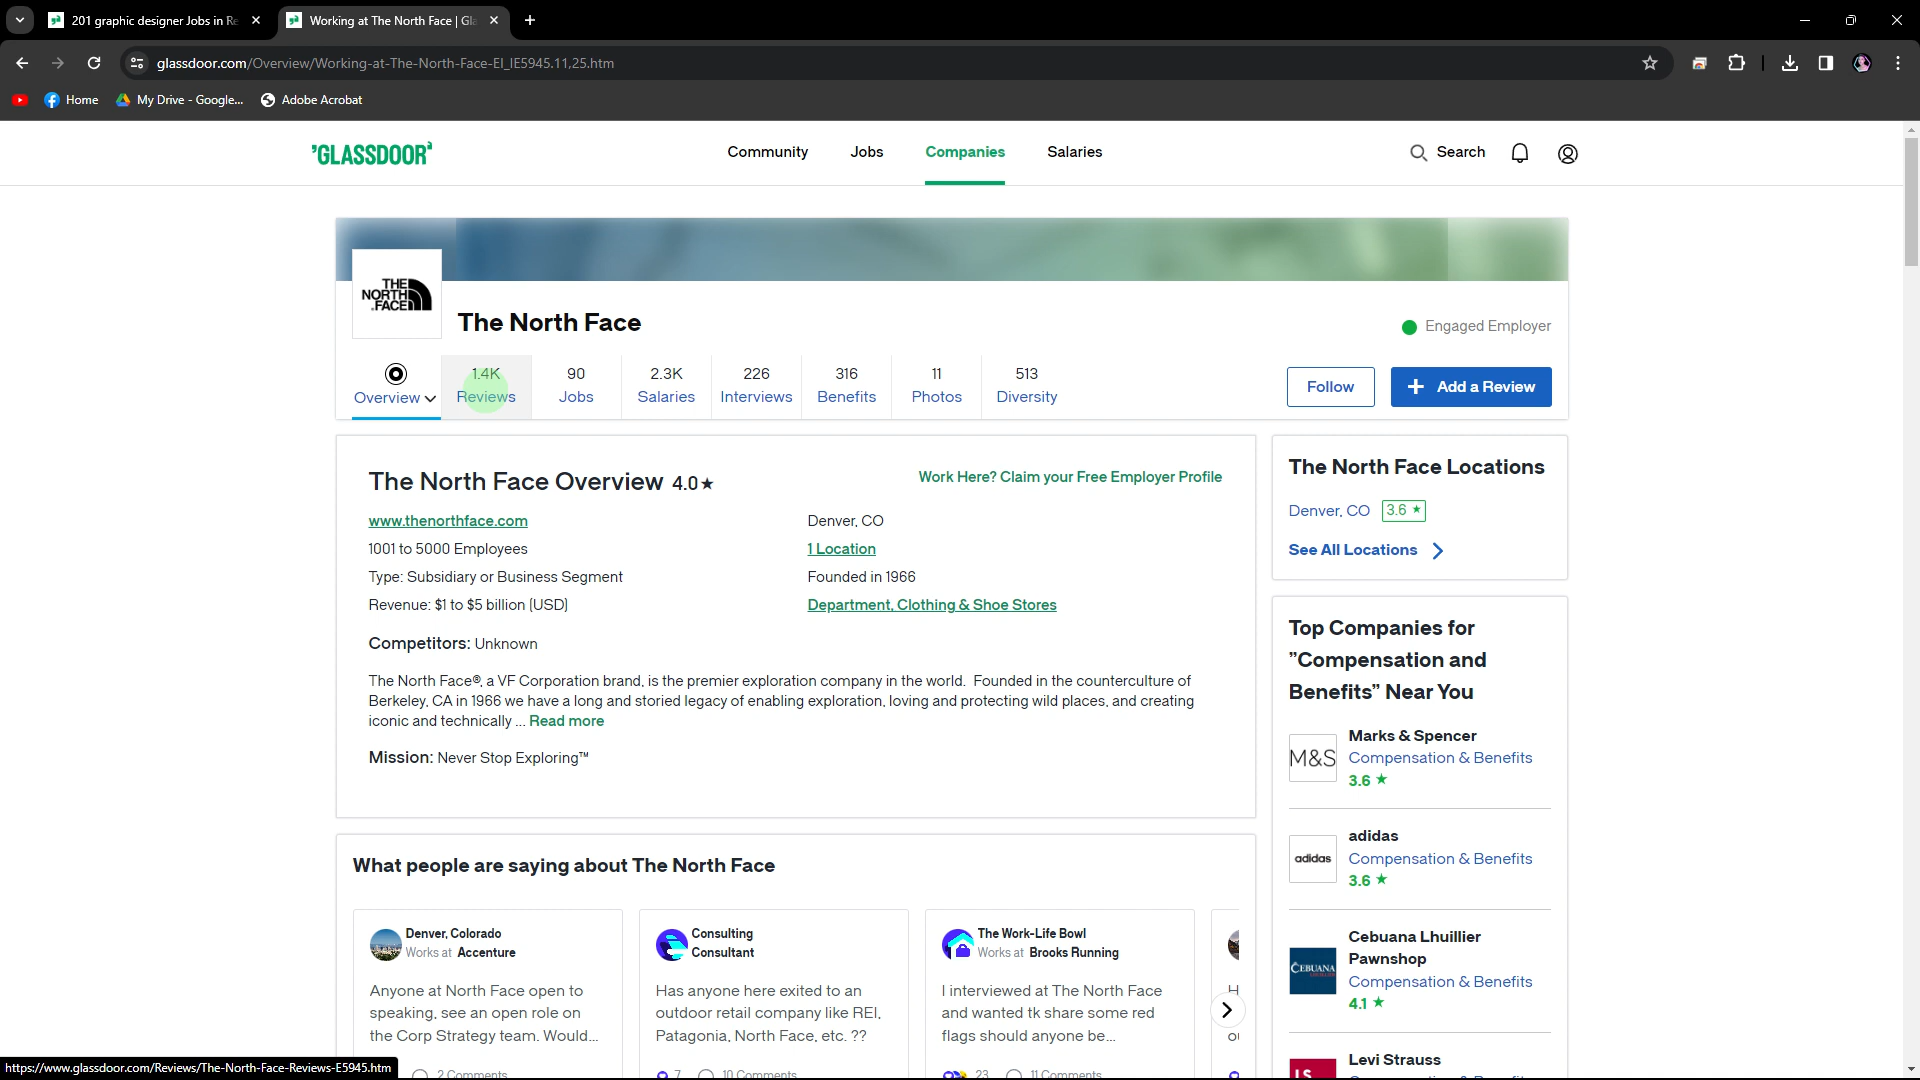 201 graphic designer Jobs in Re
Working at The North Face | Gla
glassdoor.com/Overview/Working-at-The-North-Face-EI_IE5945.11,25.htm
Home
My Drive - Google...
Adobe Acrobat
GLASSDOOR
Community
Jobs
Companies
Salaries
Search
THE NORTH FACE
The North Face
Engaged Employer
1.4K
90
2.3K
226
316
11
513
Overview
Reviews
Jobs
Salaries
Interviews
Benefits
Photos
Diversity
Follow
+ Add a Review
The North Face Overview 4.0★
Work Here? Claim your Free Employer Profile
www.thenorthface.com
Denver, CO
1001 to 5000 Employees
1 Location
Type: Subsidiary or Business Segment
Founded in 1966
Revenue: $1 to $5 billion (USD)
Department, Clothing & Shoe Stores
Competitors: Unknown
The North Face®, a VF Corporation brand, is the premier exploration company in the world. Founded in the counterculture of
Berkeley, CA in 1966 we have a long and storied legacy of enabling exploration, loving and protecting wild places, and creating
iconic and technically ... Read more
Mission: Never Stop Exploring™
The North Face Locations
Denver, CO 3.6 ★
See All Locations
Top Companies for
”Compensation and
Benefits” Near You
M&S
Marks & Spencer
Compensation & Benefits
3.6 ★
adidas
adidas
Compensation & Benefits
3.6 ★
CEBUANA
Cebuana Lhuillier
Pawnshop
Compensation & Benefits
4.1 ★
LS
Levi Strauss
What people are saying about The North Face
Denver, Colorado
Works at Accenture
Anyone at North Face open to
speaking, see an open role on
the Corp Strategy team. Would...
2 Comments
Consulting
Consultant
Has anyone here exited to an
outdoor retail company like REI,
Patagonia, North Face, etc. ??
7
10 Comments
The Work-Life Bowl
Works at Brooks Running
I interviewed at The North Face
and wanted tk share some red
flags should anyone be...
23
11 Comments
https://www.glassdoor.com/Reviews/The-North-Face-Reviews-E5945.htm